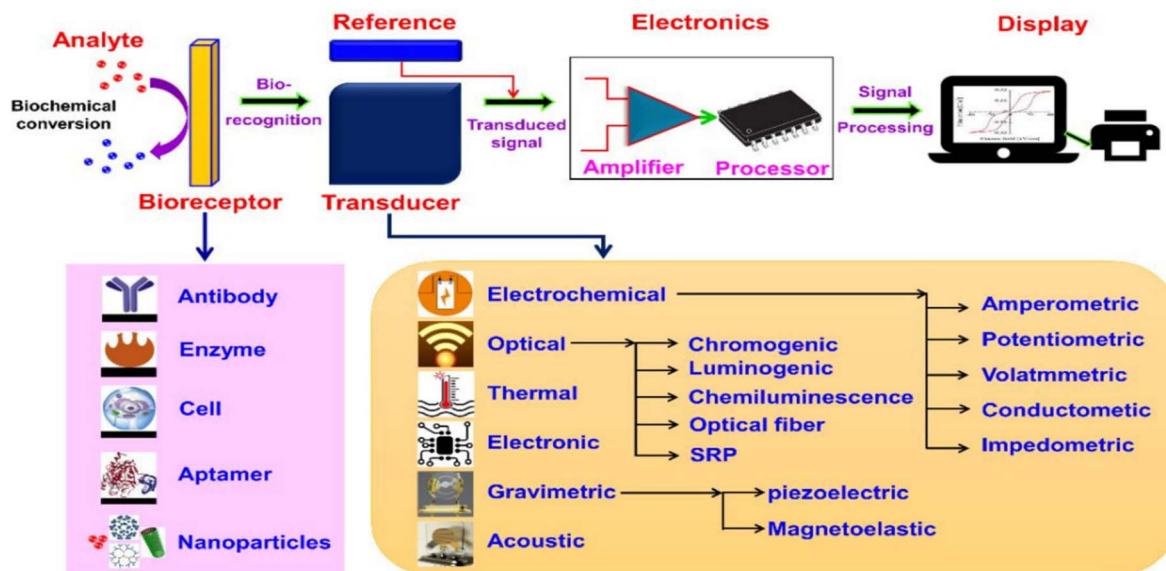 Analyte
Reference
Electronics
Display
Biochemical
conversion
Bio-
recognition
Transduced
signal
Signal
Processing
Amplifier
Processor
Bioreceptor
Transducer
Antibody
Enzyme
Cell
Aptamer
Nanoparticles
Electrochemical
Optical
Thermal
Electronic
Gravimetric
Acoustic
Chromogenic
Luminogenic
Chemiluminescence
Optical fiber
SRP
piezoelectric
Magnetoelastic
Amperometric
Potentiometric
Volatmmetric
Conductometic
Impedometric